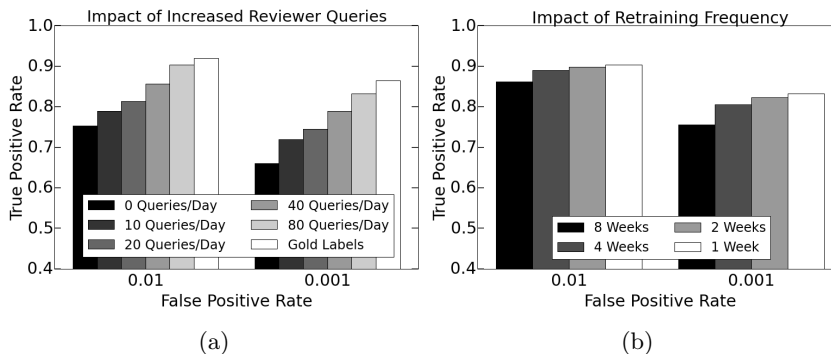 Impact of Increased Reviewer Queries
1.0
0.9
0.8
0.7
0.6
0.5
0.4
True Positive Rate
0 Queries/Day
10 Queries/Day
20 Queries/Day
40 Queries/Day
80 Queries/Day
Gold Labels
0.01
0.001
False Positive Rate
(a)
Impact of Retraining Frequency
1.0
0.9
0.8
0.7
0.6
0.5
0.4
True Positive Rate
8 Weeks
4 Weeks
2 Weeks
1 Week
0.01
0.001
False Positive Rate
(b)